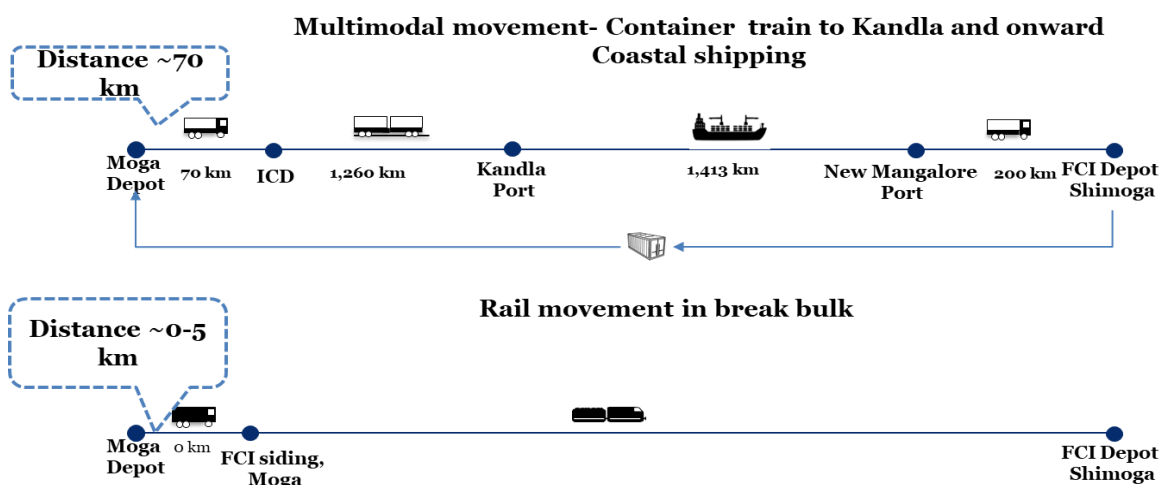 Multimodal movement- Container train to Kandla and onward
Coastal shipping
Distance ~70
km
Moga
Depot
70 km
ICD
1,260 km
Kandla
Port
1,413 km
New Mangalore
Port
200 km
FCI Depot
Shimoga
Rail movement in break bulk
Distance ~0-5
km
Moga
Depot
0 km
FCI siding,
Moga
FCI Depot
Shimoga